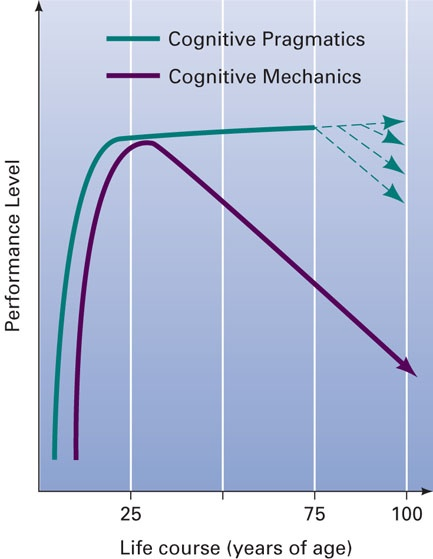 Cognitive Pragmatics
Cognitive Mechanics
Performance Level
25
75
100
Life course (years of age)